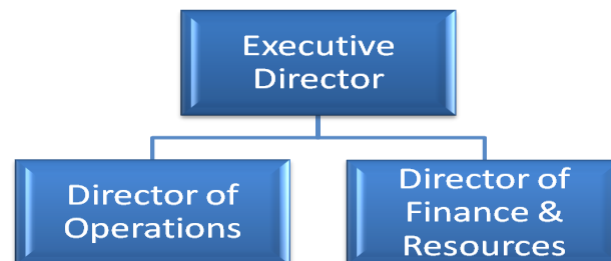 Executive
Director
Director of
Operations
Director of
Finance &
Resources